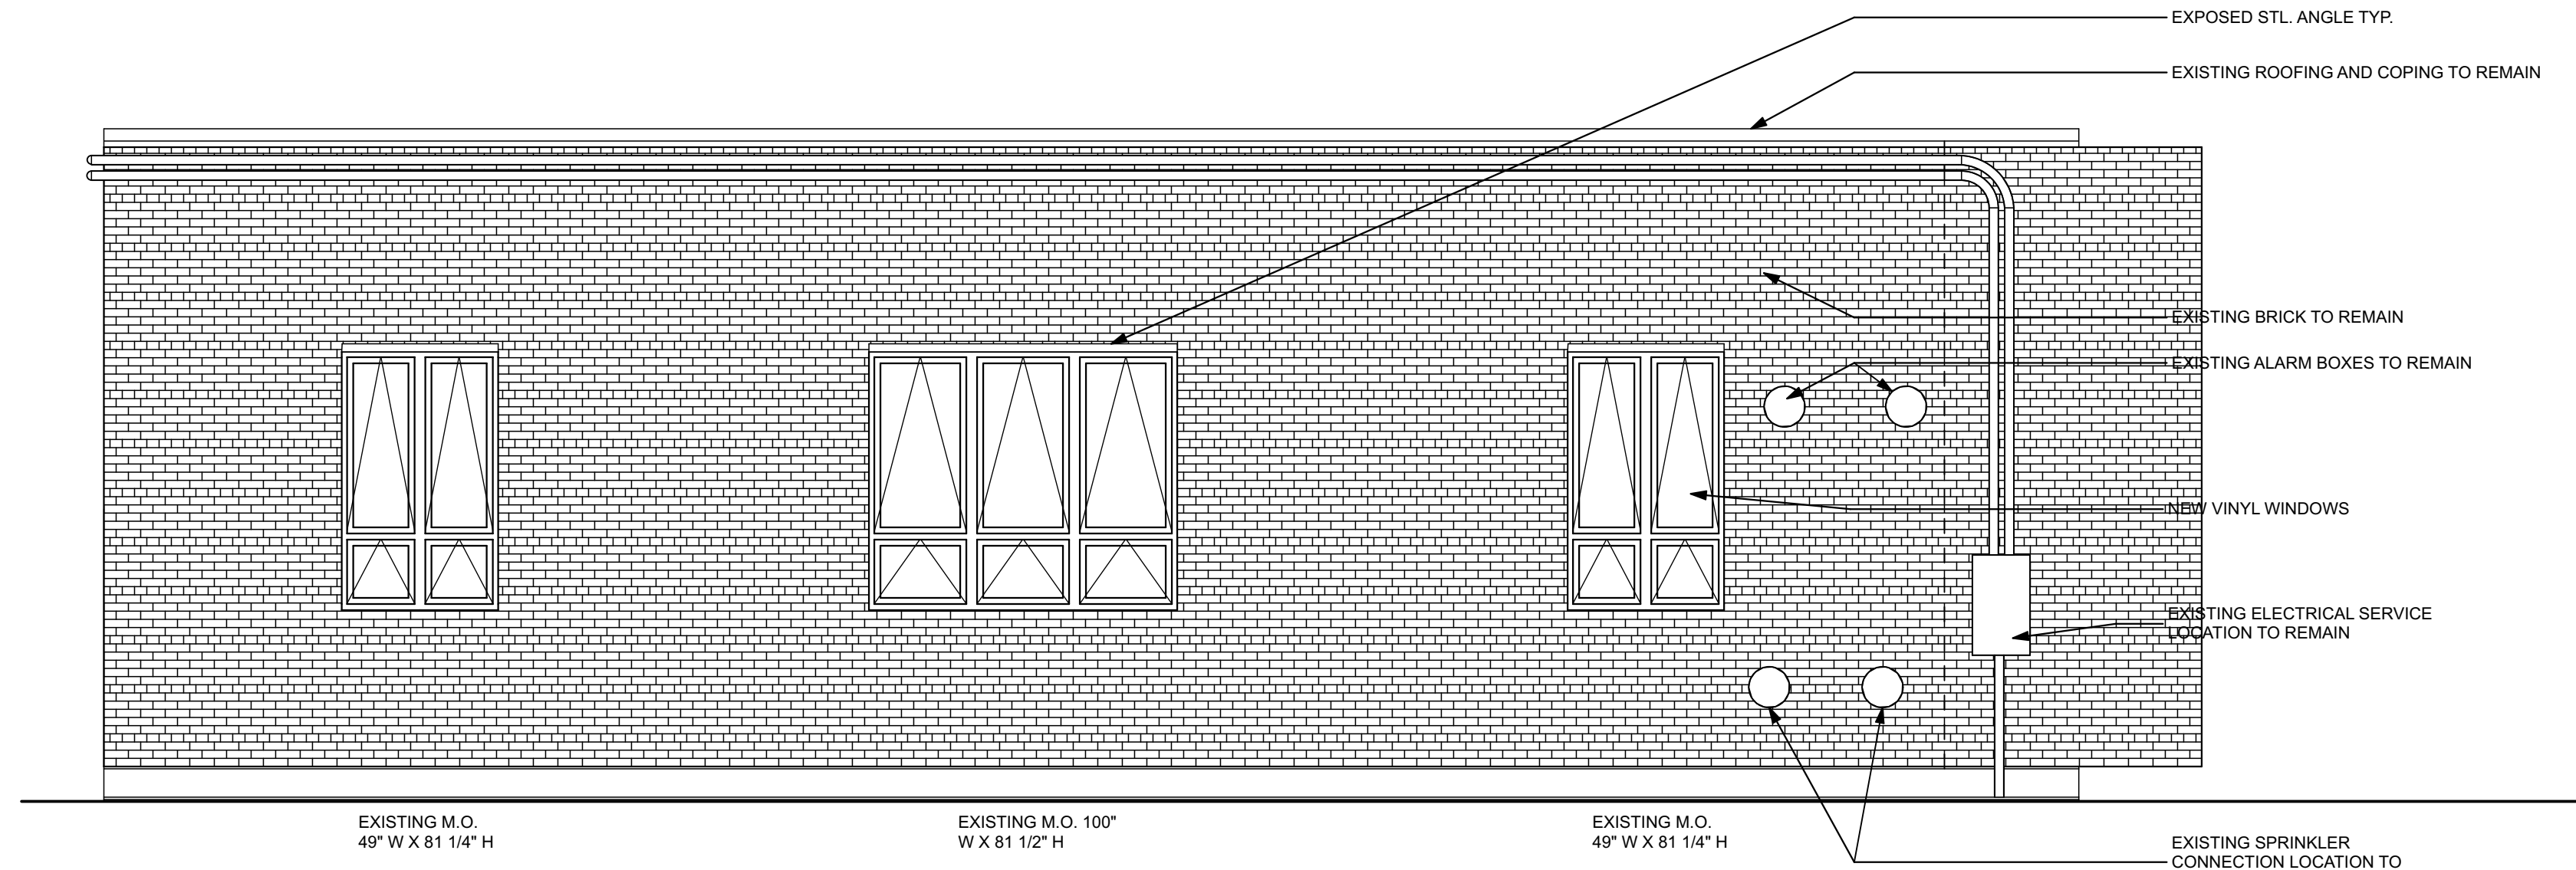 EXPOSED STL. ANGLE TYP.
EXISTING ROOFING AND COPING TO REMAIN
EXISTING BRICK TO REMAIN
EXISTING ALARM BOXES TO REMAIN
NEW VINYL WINDOWS
EXISTING ELECTRICAL SERVICE
LOCATION TO REMAIN
EXISTING M.O.
49" W X 81 1/4" H
EXISTING M.O. 100"
W X 81 1/2" H
EXISTING M.O.
49" W X 81 1/4" H
EXISTING SPRINKLER
CONNECTION LOCATION TO